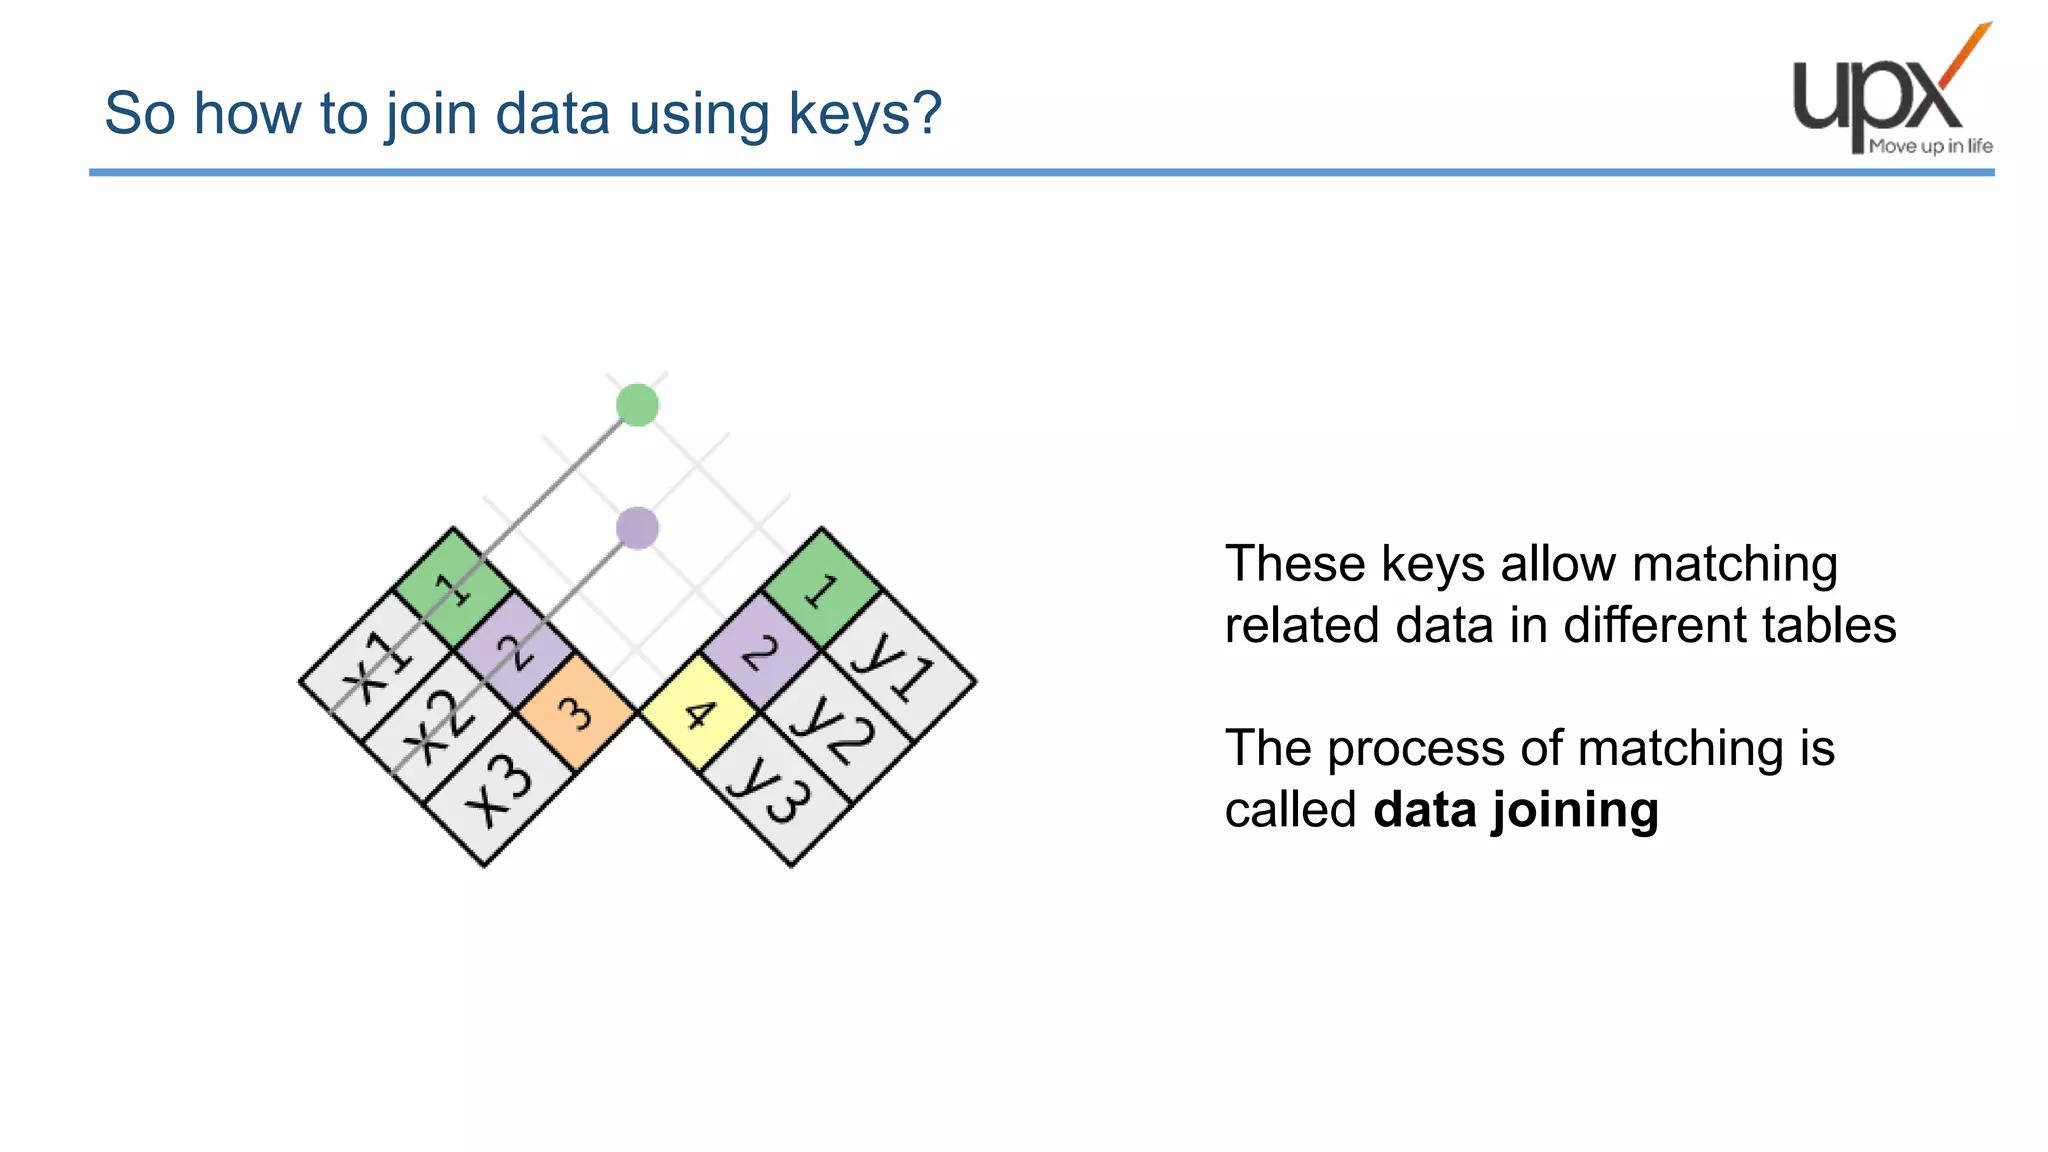 So how to join data using keys?
upx
Move up in life
1
2
3
x1
x2
x3
1
2
4
y1
y2
y3
These keys allow matching
related data in different tables
The process of matching is
called data joining